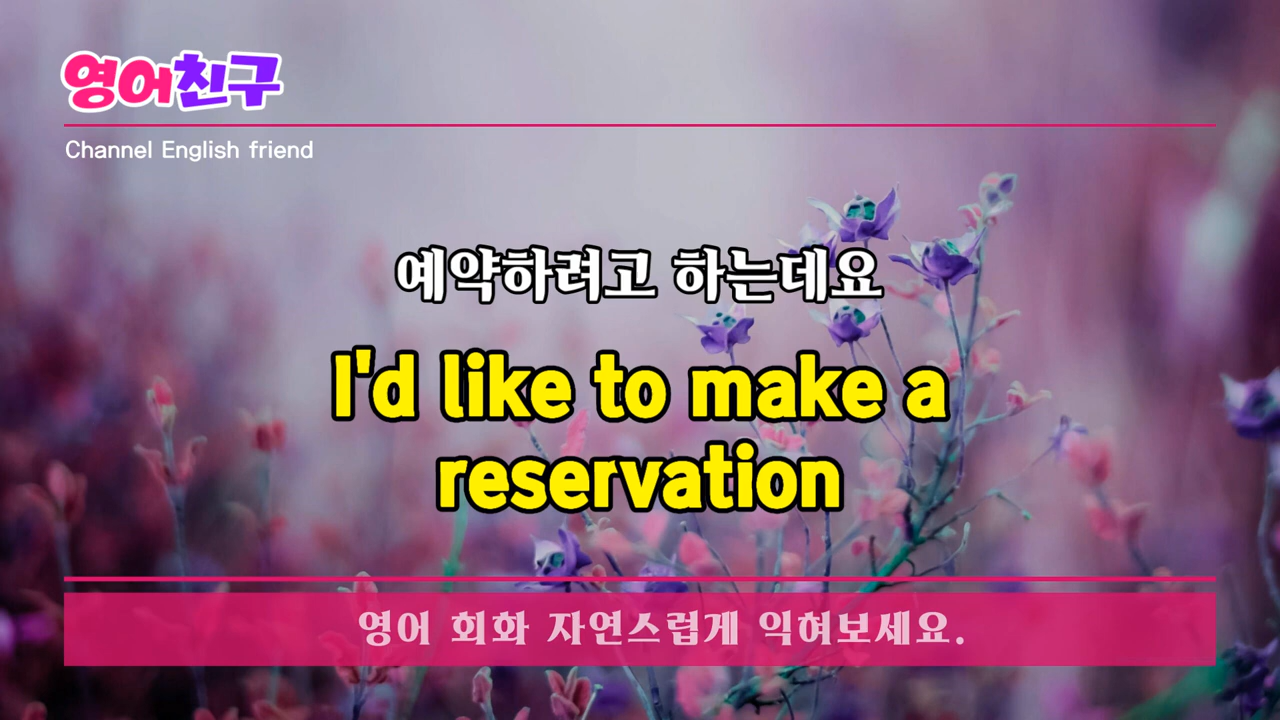 영어친구
Channel English friend
예약하려고 하는데요
I'd like to make a
reservation
영어 회화 자연스럽게 익혀보세요.